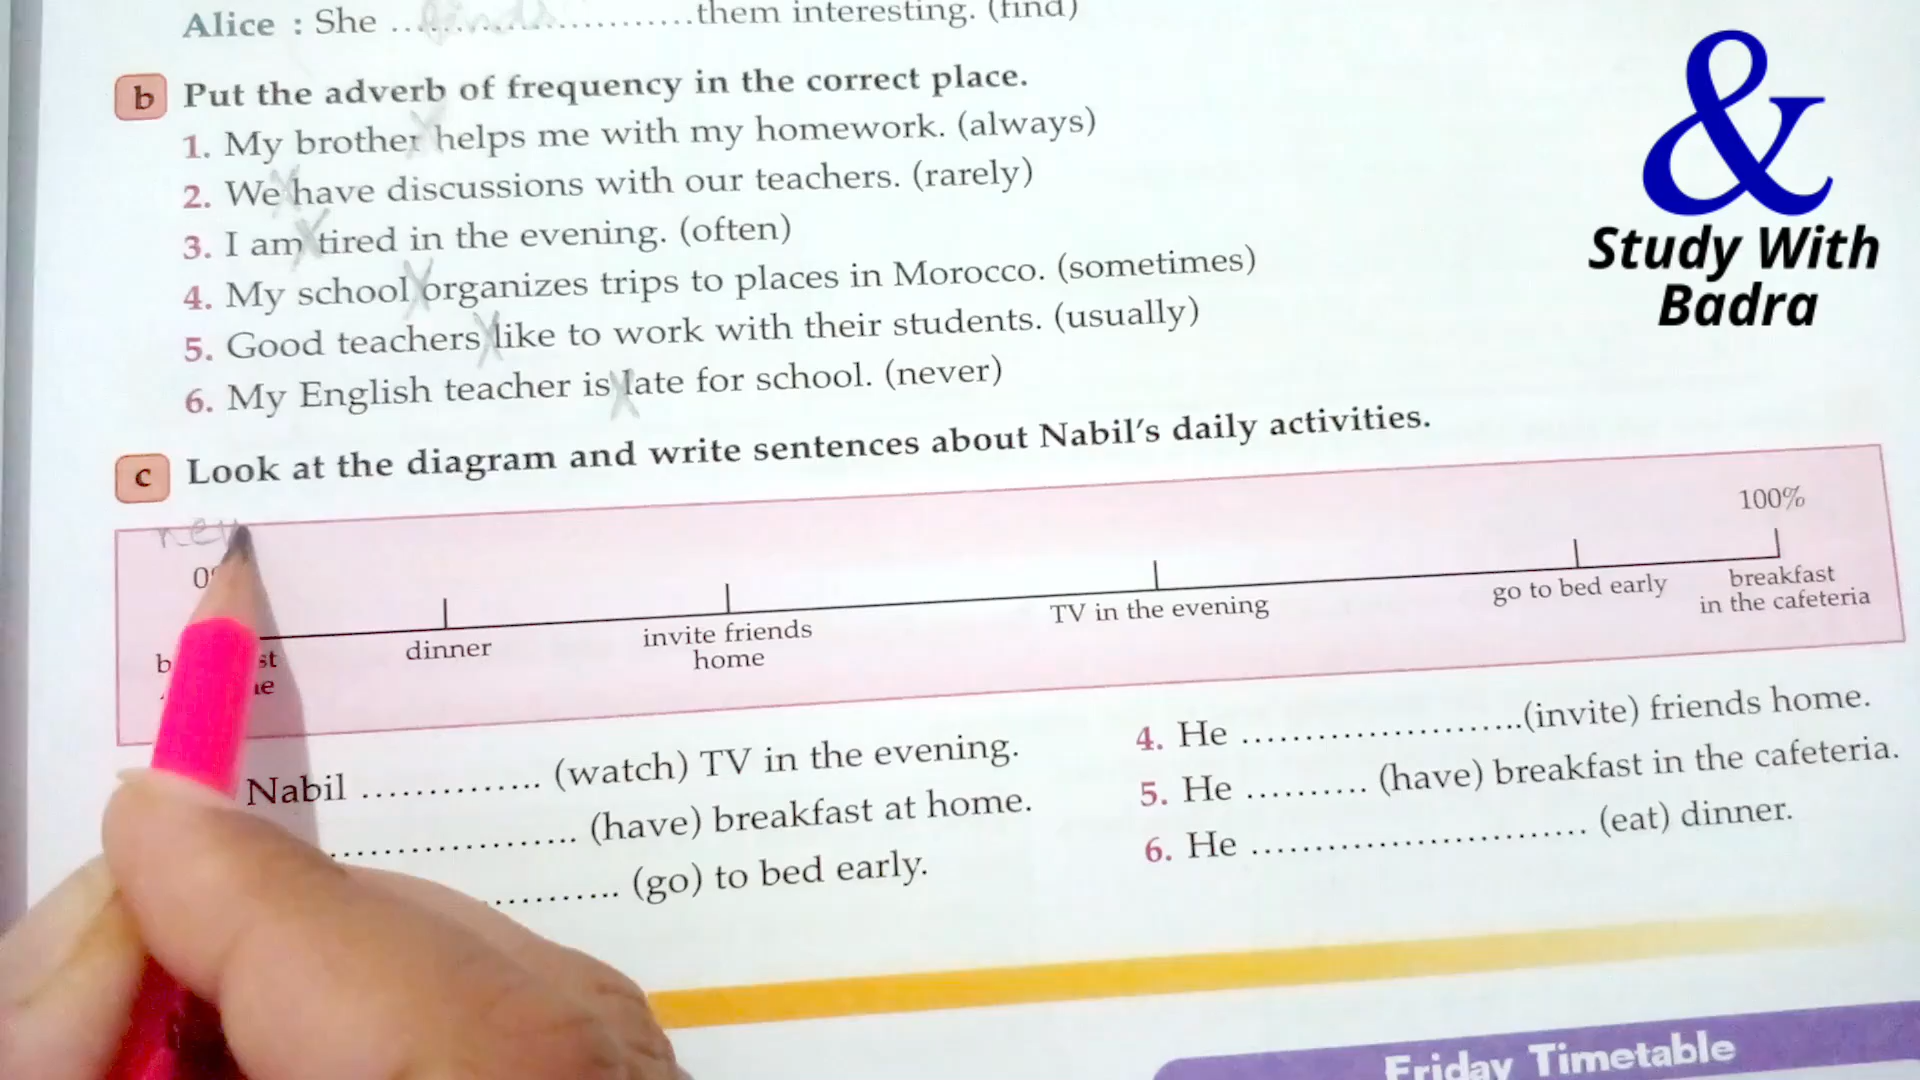 Alice : She .......................them interesting. (find)
b Put the adverb of frequency in the correct place.
1. My brother helps me with my homework. (always)
2. We have discussions with our teachers. (rarely)
3. I am tired in the evening. (often)
4. My school organizes trips to places in Morocco. (sometimes)
5. Good teachers like to work with their students. (usually)
6. My English teacher is late for school. (never)
c Look at the diagram and write sentences about Nabil's daily activities.
100%
dinner
invite friends
home
TV in the evening
go to bed early
breakfast
in the cafeteria
Nabil .............. (watch) TV in the evening.
.................... (have) breakfast at home.
........... (go) to bed early.
4. He .......................(invite) friends home.
5. He .......... (have) breakfast in the cafeteria.
6. He ........................... (eat) dinner.
Friday Timetable
&
Study With
Badra